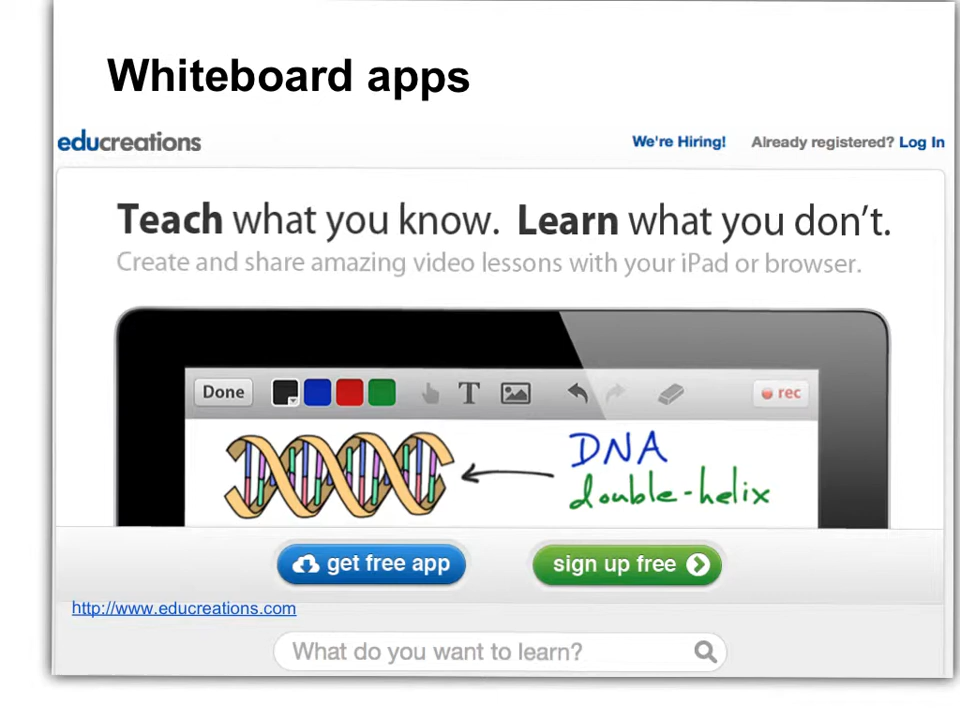 Whiteboard apps
educreations
We're Hiring! Already registered? Log In
Teach what you know. Learn what you don't.
Create and share amazing video lessons with your iPad or browser.
Done T rec
DNA
double-helix
get free app sign up free
http://www.educreations.com
What do you want to learn?